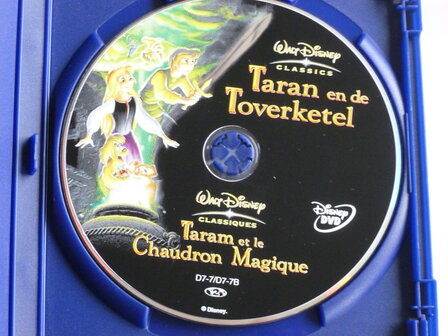 WALT DISNEY
CLASSICS
Taran en de
Toverketel
WALT DISNEY
CLASSIQUES
Taram et le
Chaudron Magique
DISNEY
DVD
D7-7/D7-7B
© Disney.